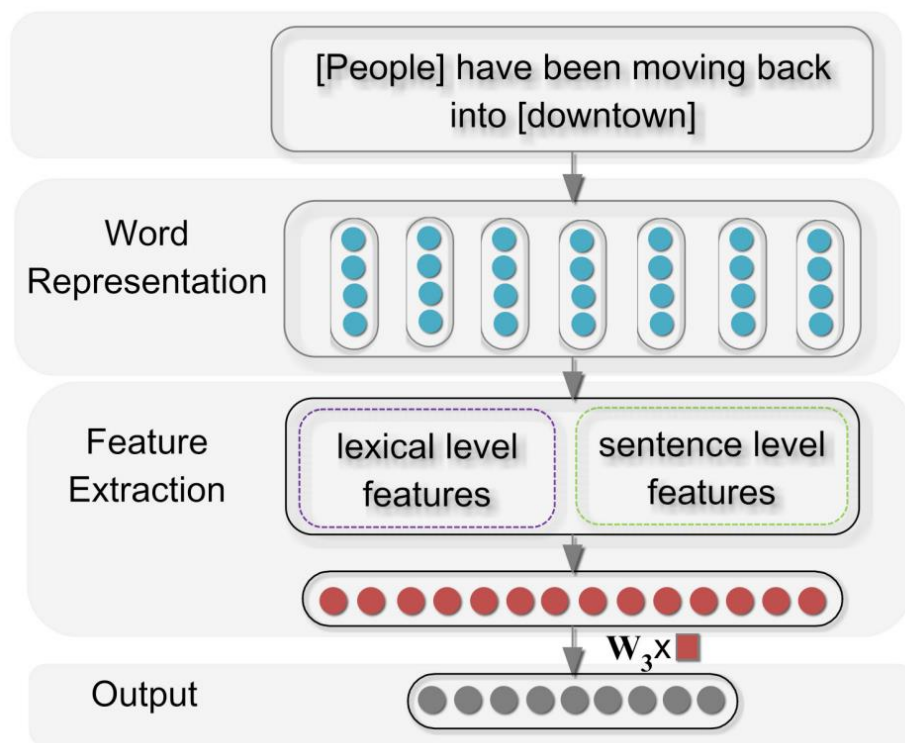 [People] have been moving back
into [downtown]
Word
Representation
Feature
Extraction
lexical level
features
sentence level
features
W₃x
Output